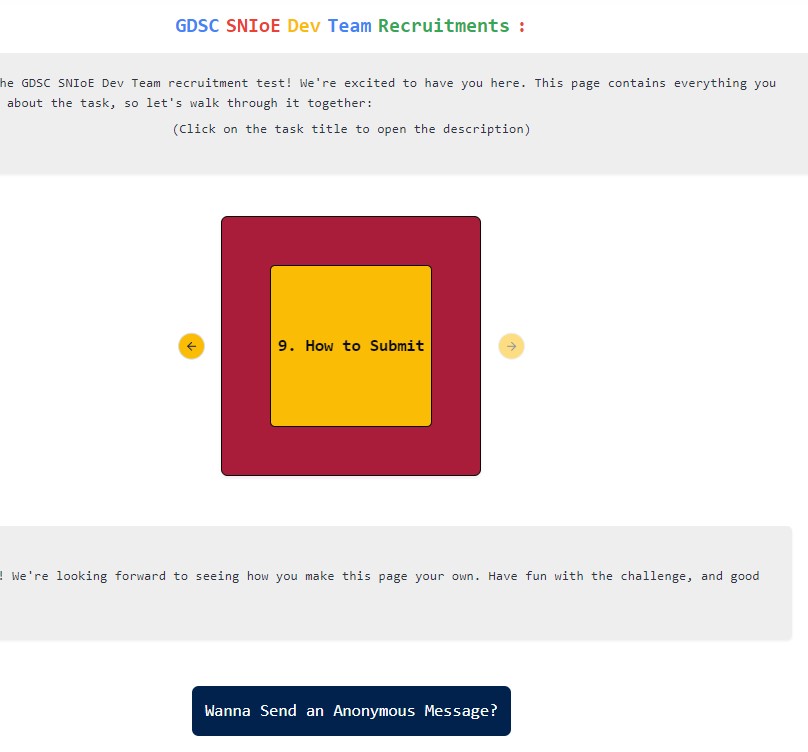 GDSC SNIoE Dev Team Recruitments :
GDSC SNIoE Dev Team recruitment test! We're excited to have you here. This page contains everything you
about the task, so let's walk through it together:
(Click on the task title to open the description)
←
9. How to Submit
→
! We're looking forward to seeing how you make this page your own. Have fun with the challenge, and good
Wanna Send an Anonymous Message?